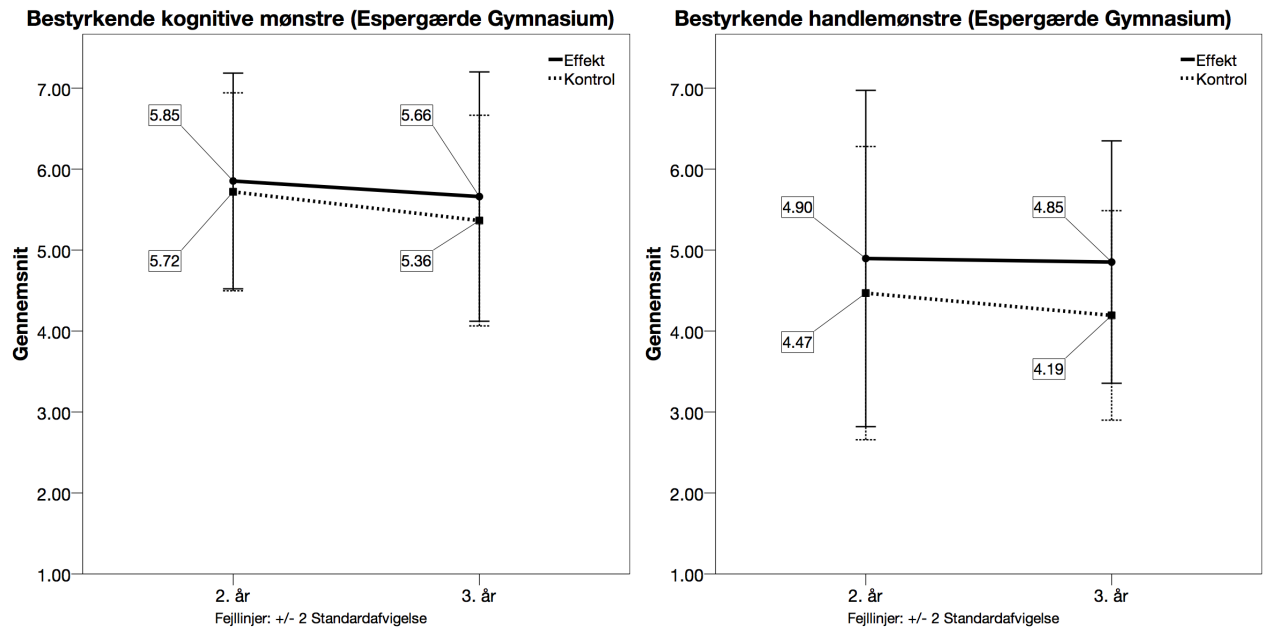 Bestyrkende kognitive mønstre (Espergærde Gymnasium)
Effekt
Kontrol
7.00
6.00
5.00
4.00
3.00
2.00
1.00
Gennemsnit
5.85
5.66
5.72
5.36
2. år
3. år
Fejllinjer: +/- 2 Standardafvigelse
Bestyrkende handlemønstre (Espergærde Gymnasium)
Effekt
Kontrol
7.00
6.00
5.00
4.00
3.00
2.00
1.00
Gennemsnit
4.90
4.85
4.47
4.19
2. år
3. år
Fejllinjer: +/- 2 Standardafvigelse